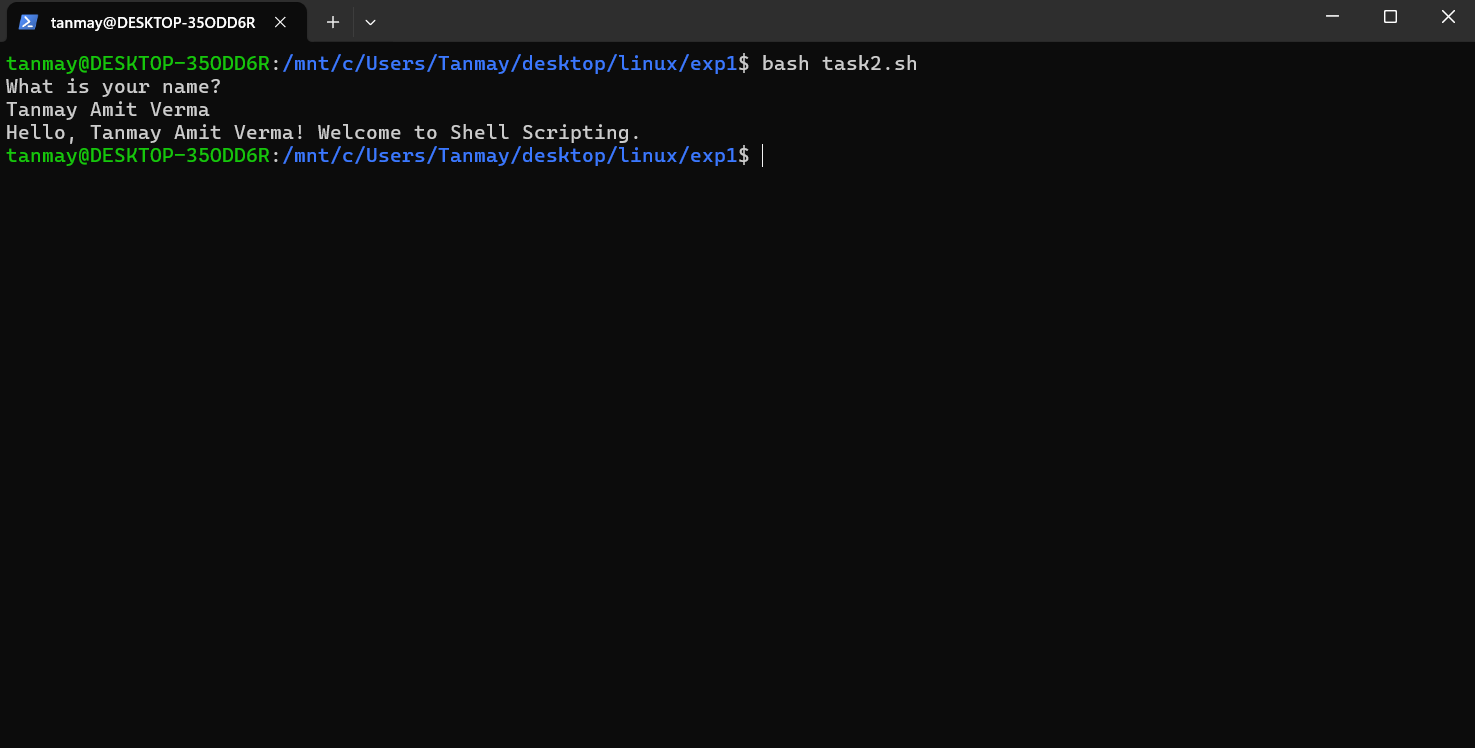 tanmay@DESKTOP-35ODD6R
tanmay@DESKTOP-35ODD6R:/mnt/c/Users/Tanmay/desktop/linux/exp1$ bash task2.sh
What is your name?
Tanmay Amit Verma
Hello, Tanmay Amit Verma! Welcome to Shell Scripting.
tanmay@DESKTOP-35ODD6R:/mnt/c/Users/Tanmay/desktop/linux/exp1$